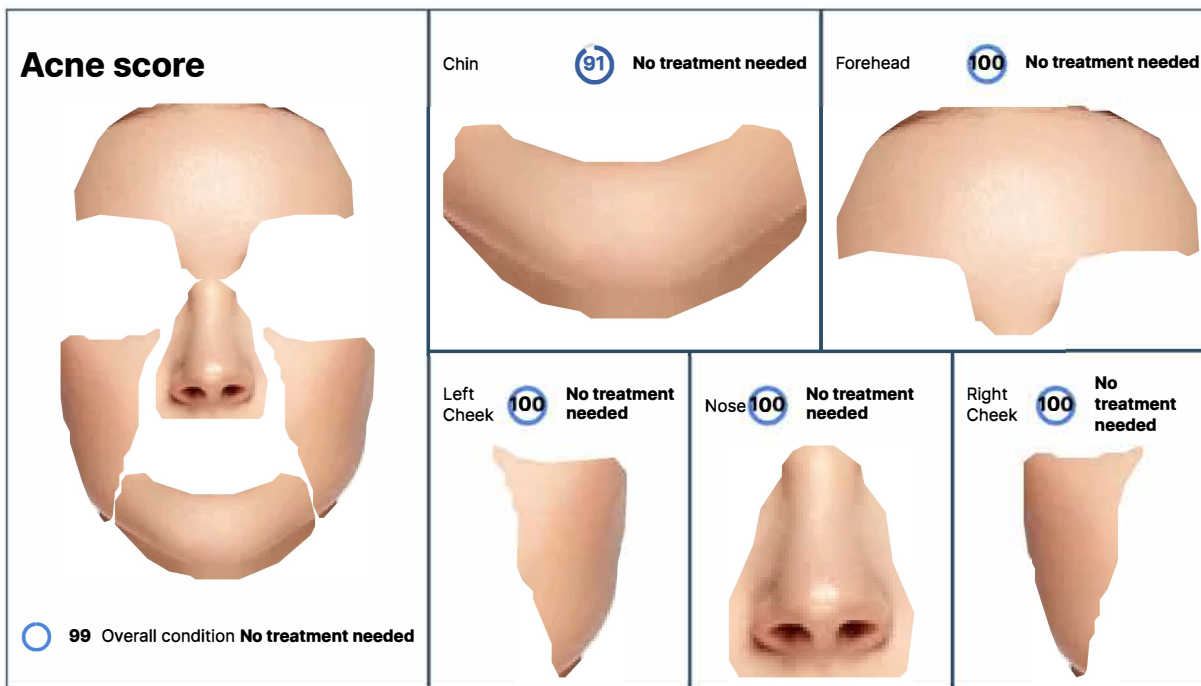 Acne score
Chin 91 No treatment needed
Forehead 100 No treatment needed
Left
Cheek 100 No treatment
needed
Nose 100 No treatment
needed
Right
Cheek 100 No
treatment
needed
99 Overall condition No treatment needed